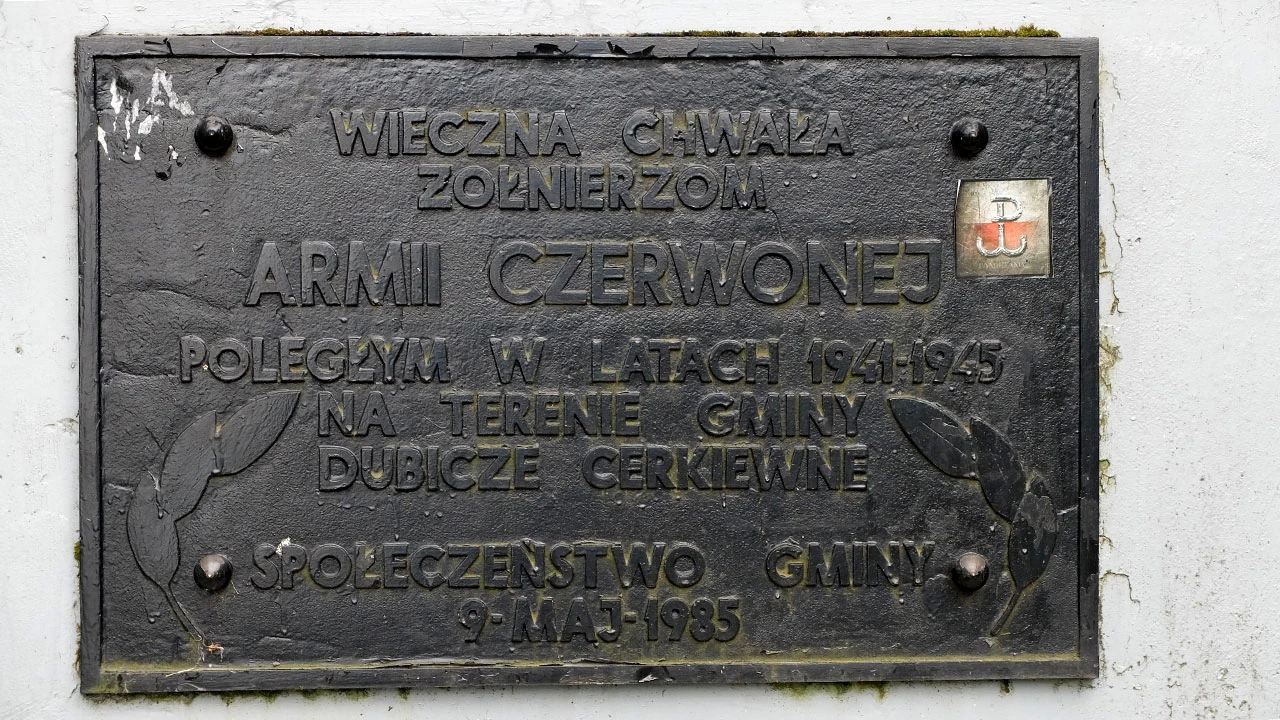 WIECZNA CHWAŁA
ŻOŁNIERZOM
ARMII CZERWONEJ
POLEGŁYM W LATACH 1941-1945
NA TERENIE GMINY
DUBICZE CERKIEWNE
SPOŁECZEŃSTWO GMINY
9-MAJ-1985